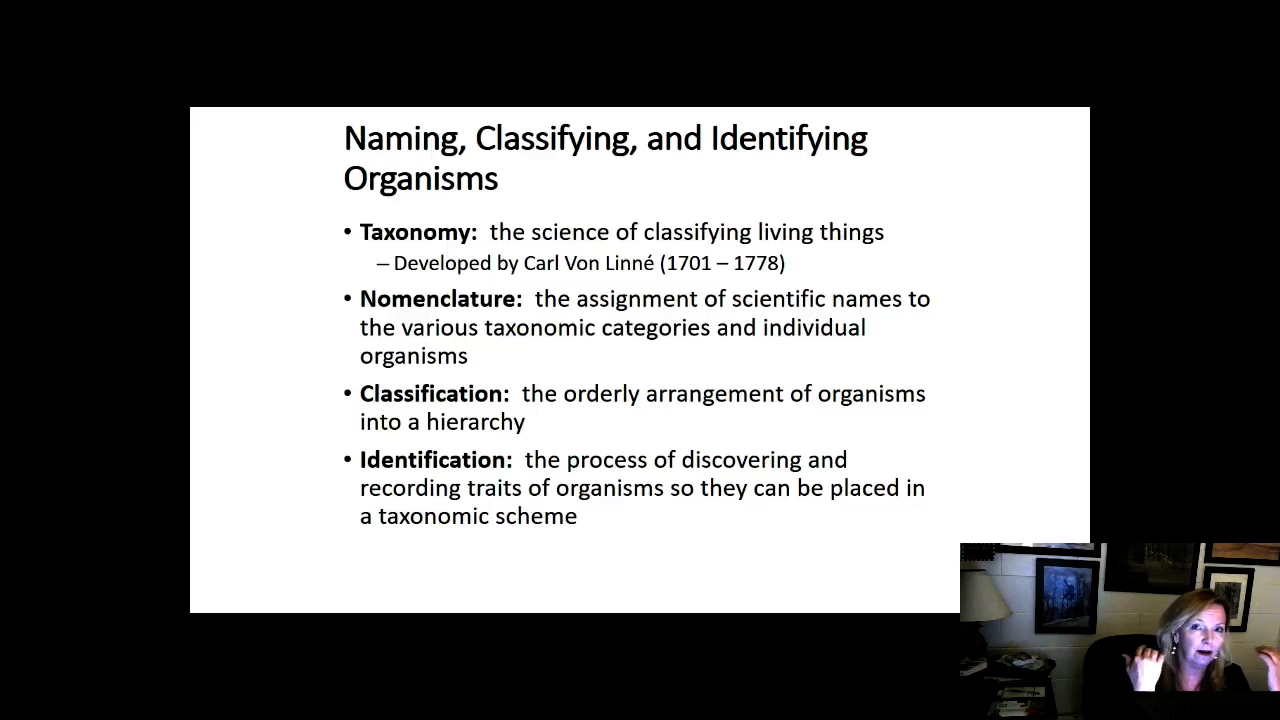 Naming, Classifying, and Identifying
Organisms
• Taxonomy: the science of classifying living things
– Developed by Carl Von Linné (1701 – 1778)
• Nomenclature: the assignment of scientific names to
the various taxonomic categories and individual
organisms
• Classification: the orderly arrangement of organisms
into a hierarchy
• Identification: the process of discovering and
recording traits of organisms so they can be placed in
a taxonomic scheme